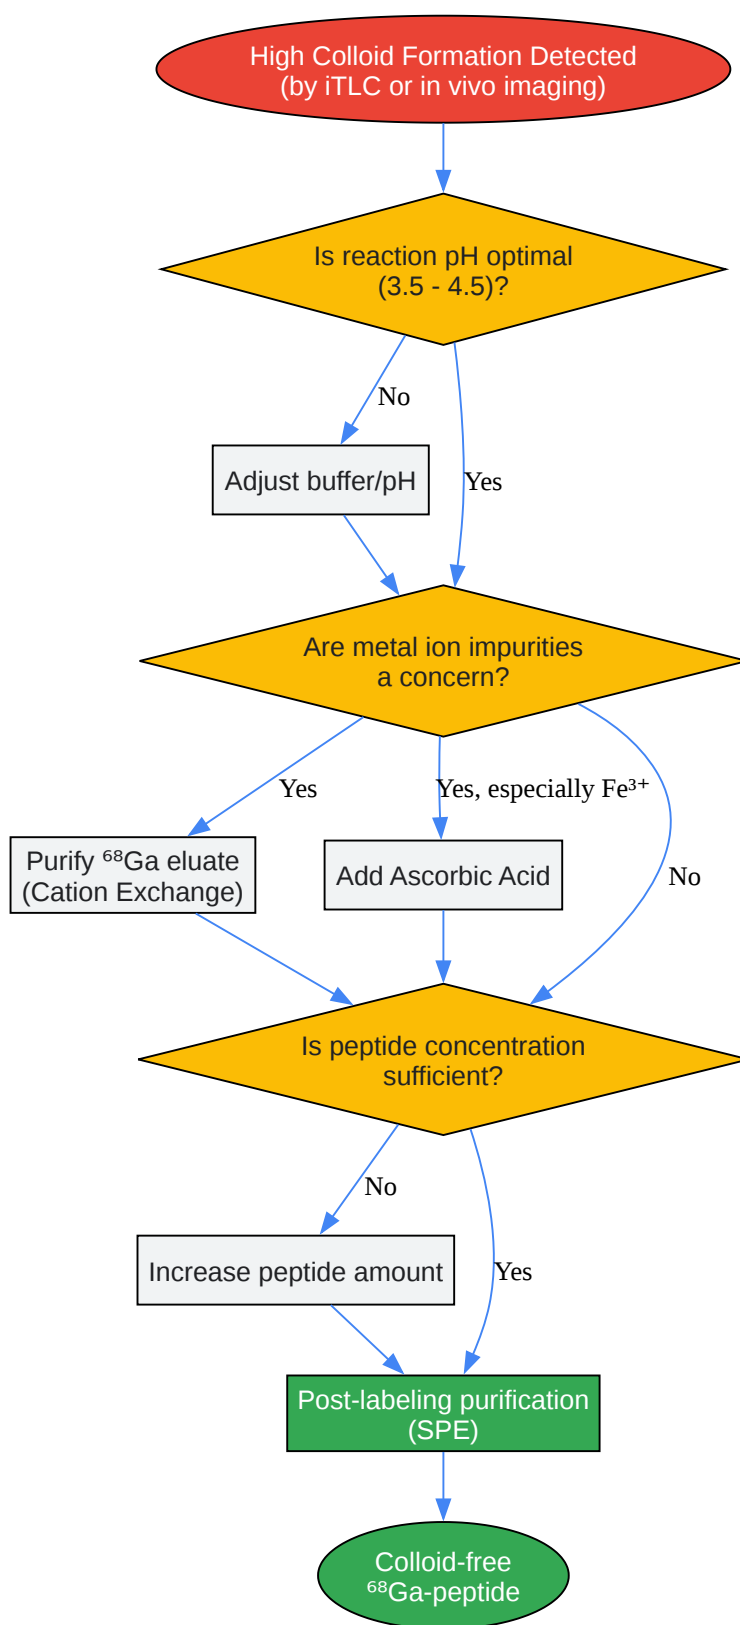 High Colloid Formation Detected
(by iTLC or in vivo imaging)
Is reaction pH optimal
(3.5 - 4.5)?
No
Adjust buffer/pH
Yes
Are metal ion impurities
a concern?
Yes
Yes, especially Fe³⁺
Purify ⁶⁸Ga eluate
(Cation Exchange)
Add Ascorbic Acid
No
Is peptide concentration
sufficient?
No
Increase peptide amount
Yes
Post-labeling purification
(SPE)
Colloid-free
⁶⁸Ga-peptide